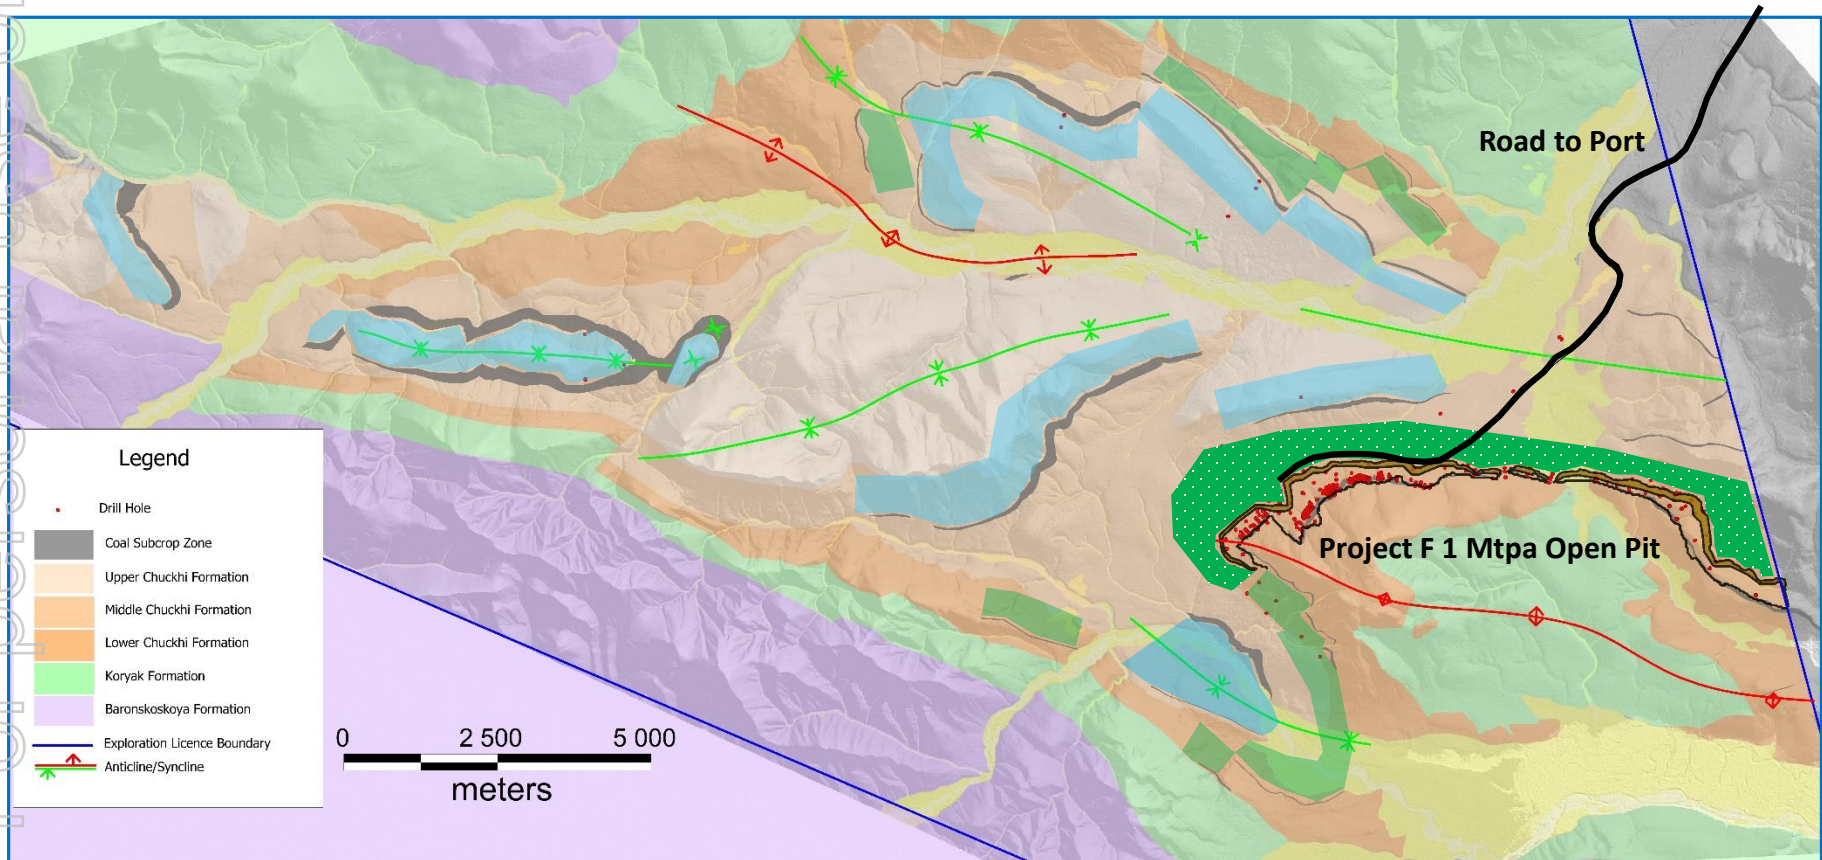 Road to Port
Project F 1 Mtpa Open Pit
Legend
Drill Hole
Coal Subcrop Zone
Upper Chuckhi Formation
Middle Chuckhi Formation
Lower Chuckhi Formation
Koryak Formation
Baronskoskoya Formation
Exploration Licence Boundary
Anticline/Syncline
0 2 500 5 000
meters